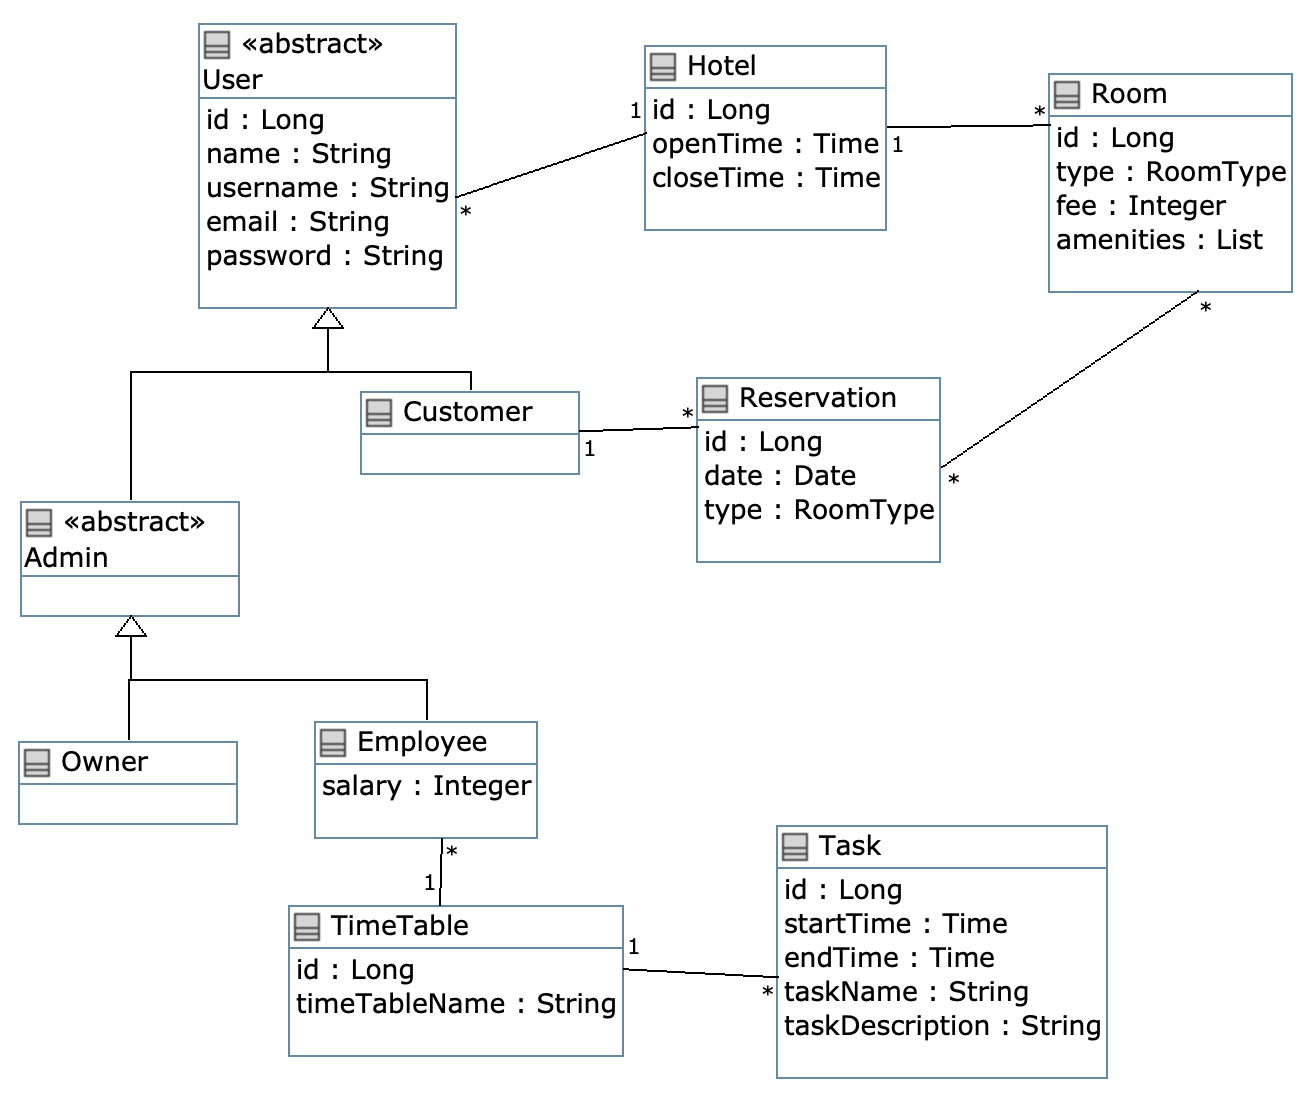 «abstract»
User
id : Long
name : String
username : String
email : String
password : String
Hotel
id : Long
openTime : Time
closeTime : Time
Room
id : Long
type : RoomType
fee : Integer
amenities : List
1
*
1
*
*
*
Customer
1
*
Reservation
id : Long
date : Date
type : RoomType
«abstract»
Admin
Owner
Employee
salary : Integer
*
1
TimeTable
id : Long
timeTableName : String
1
*
Task
id : Long
startTime : Time
endTime : Time
taskName : String
taskDescription : String